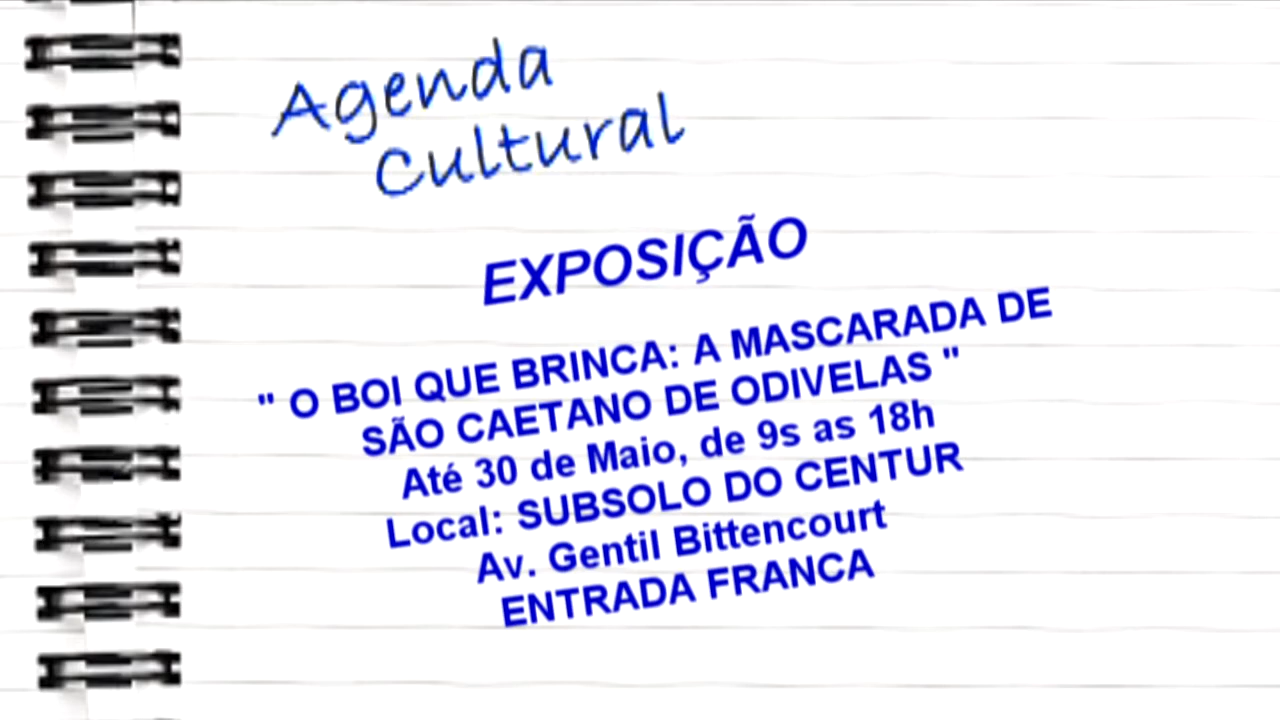 Agenda
Cultural
EXPOSIÇÃO
" O BOI QUE BRINCA: A MASCARADA DE
SÃO CAETANO DE ODIVELAS "
Até 30 de Maio, de 9s as 18h
Local: SUBSOLO DO CENTUR
Av. Gentil Bittencourt
ENTRADA FRANCA